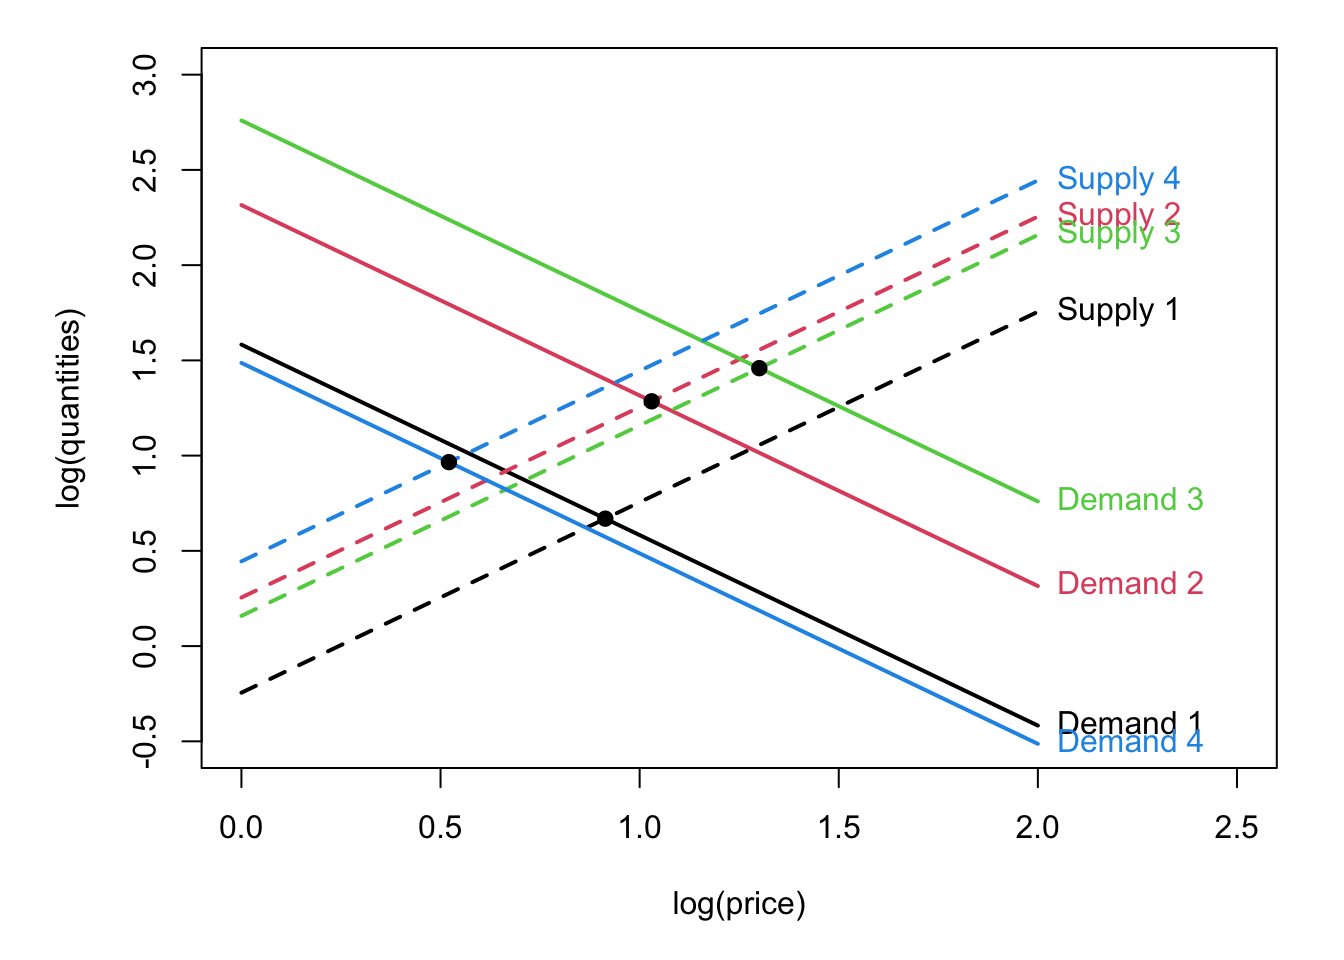 3.0
2.5
2.0
1.5
1.0
0.5
0.0
-0.5
log(quantities)
Supply 4
Supply 2
Supply 3
Supply 1
Demand 3
Demand 2
Demand 1
Demand 4
0.0 0.5 1.0 1.5 2.0 2.5
log(price)